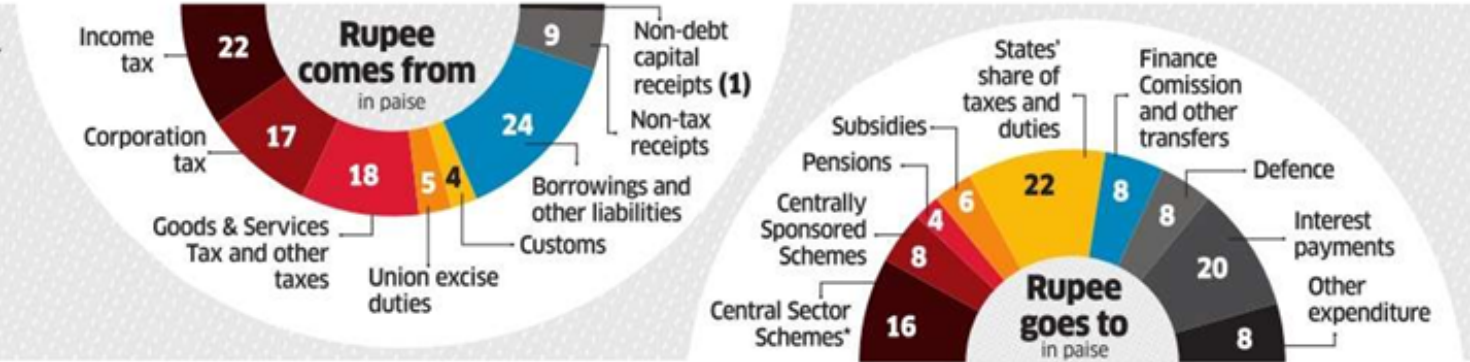 Rupee
comes from
in paise
Income
tax
22
Corporation
tax
17
Goods & Services
Tax and other
taxes
18
Union excise
duties
5
Customs
4
Borrowings and
other liabilities
24
Non-tax
receipts
9
Non-debt
capital
receipts (1)
Rupee
goes to
in paise
Central Sector
Schemes*
16
Centrally
Sponsored
Schemes
8
Pensions
4
Subsidies
6
States'
share of
taxes and
duties
22
Finance
Comission
and other
transfers
8
Defence
8
Interest
payments
20
Other
expenditure
8